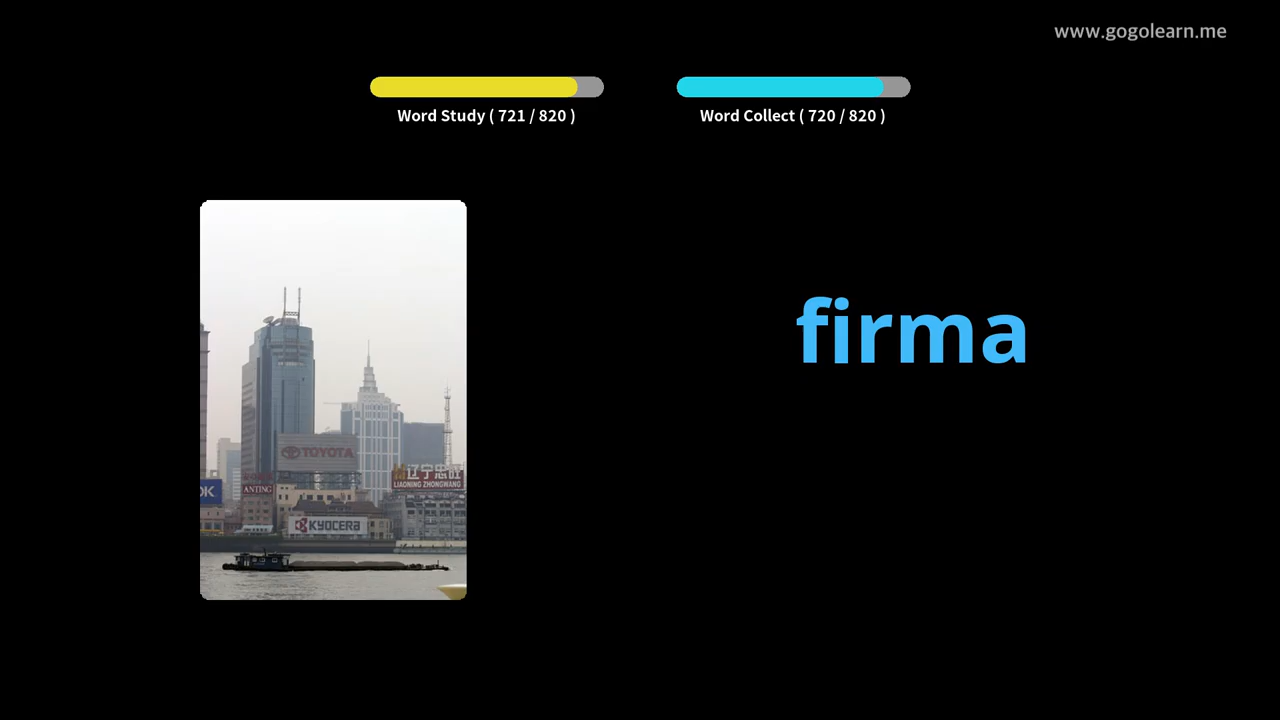 www.gogolearn.me
Word Study ( 721 / 820 )
Word Collect ( 720 / 820 )
firma
TOYOTA
辽宁忠旺
LIAONING ZHONGWANG
OK
ANTING
KYOCERA